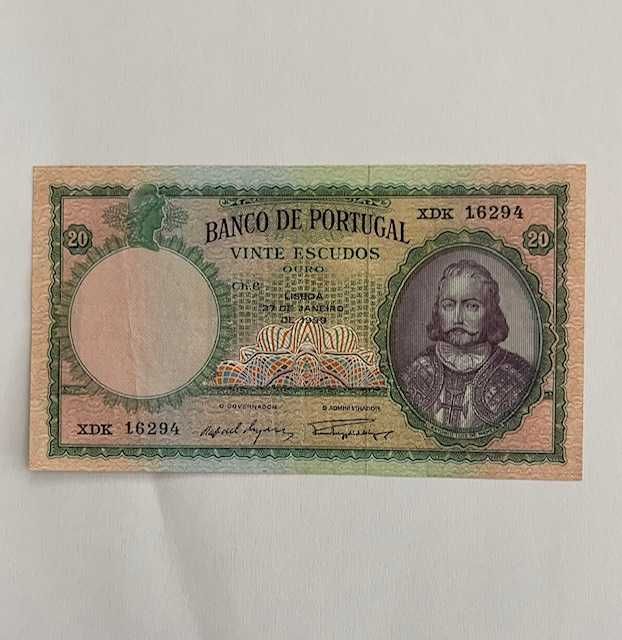 BANCO DE PORTUGAL
XDK 16294
20
20
VINTE ESCUDOS
OURO
Ch. 6
LISBOA
27 DE JANEIRO
DE 1959
O GOVERNADOR
O ADMINISTRADOR
XDK 16294